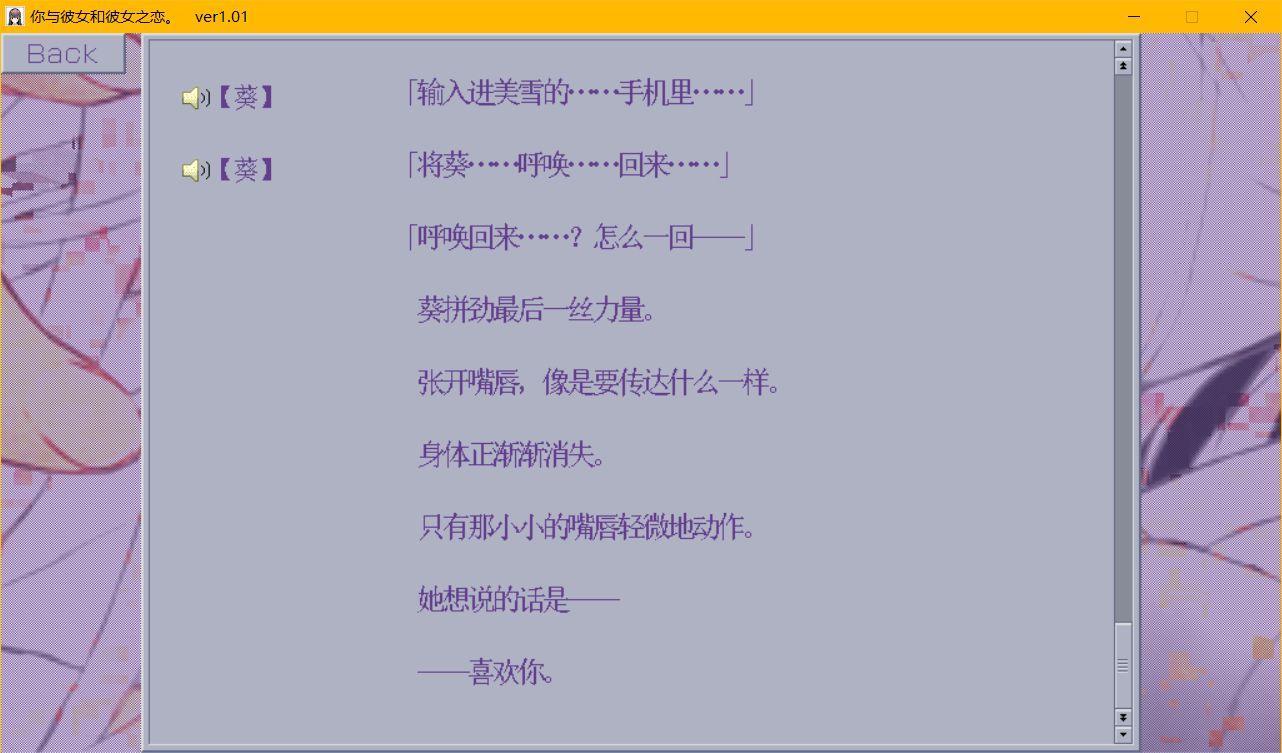 你与彼女和彼女之恋。 ver1.01
Back
【葵】 「输入进美雪的……手机里……」
【葵】 「将葵……呼唤……回来……」
「呼唤回来……？怎么一回——」
葵拼劲最后一丝力量。
张开嘴唇，像是要传达什么一样。
身体正渐渐消失。
只有那小小的嘴唇轻微地动作。
她想说的话是——
——喜欢你。